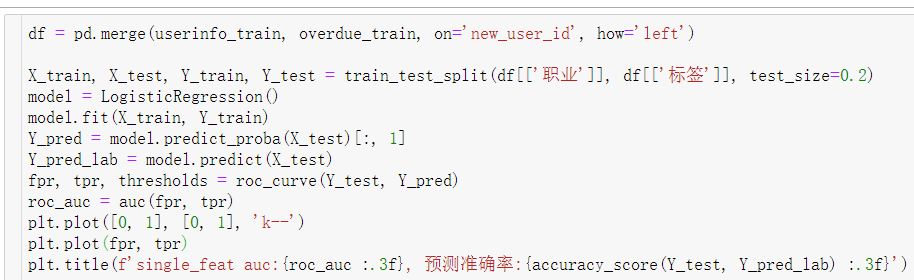 df = pd.merge(userinfo_train, overdue_train, on='new_user_id', how='left')
X_train, X_test, Y_train, Y_test = train_test_split(df[['职业']], df[['标签']], test_size=0.2)
model = LogisticRegression()
model.fit(X_train, Y_train)
Y_pred = model.predict_proba(X_test)[:, 1]
Y_pred_lab = model.predict(X_test)
fpr, tpr, thresholds = roc_curve(Y_test, Y_pred)
roc_auc = auc(fpr, tpr)
plt.plot([0, 1], [0, 1], 'k--')
plt.plot(fpr, tpr)
plt.title(f'single_feat auc:{roc_auc :.3f}, 预测准确率:{accuracy_score(Y_test, Y_pred_lab) :.3f}')